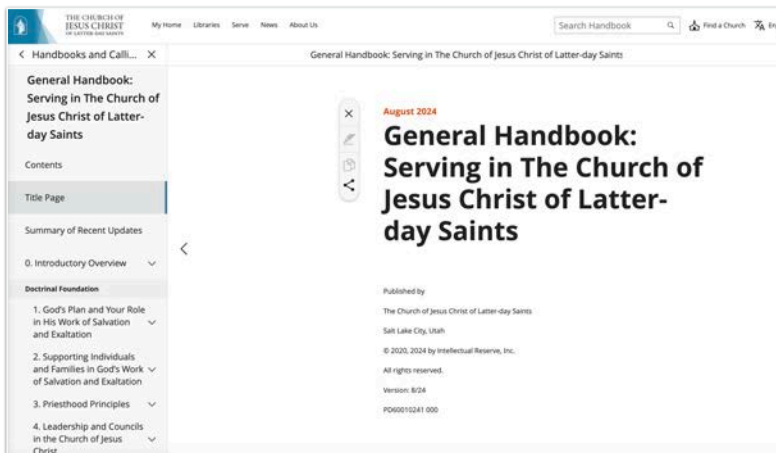 THE CHURCH OF
JESUS CHRIST
OF LATTER-DAY SAINTS
My Home Libraries Serve News About Us
Search Handbook
Find a Church
Handbooks and Calli...
General Handbook: Serving in The Church of Jesus Christ of Latter-day Saints
General Handbook:
Serving in The Church of
Jesus Christ of Latter-
day Saints
Contents
Title Page
Summary of Recent Updates
0. Introductory Overview
Doctrinal Foundation
1. God's Plan and Your Role
in His Work of Salvation
and Exaltation
2. Supporting Individuals
and Families in God's Work
of Salvation and Exaltation
3. Priesthood Principles
4. Leadership and Councils
in the Church of Jesus
Christ
August 2024
General Handbook:
Serving in The Church of
Jesus Christ of Latter-
day Saints
Published by
The Church of Jesus Christ of Latter-day Saints
Salt Lake City, Utah
© 2020, 2024 by Intellectual Reserve, Inc.
All rights reserved.
Version: 8/24
PD60010241 000